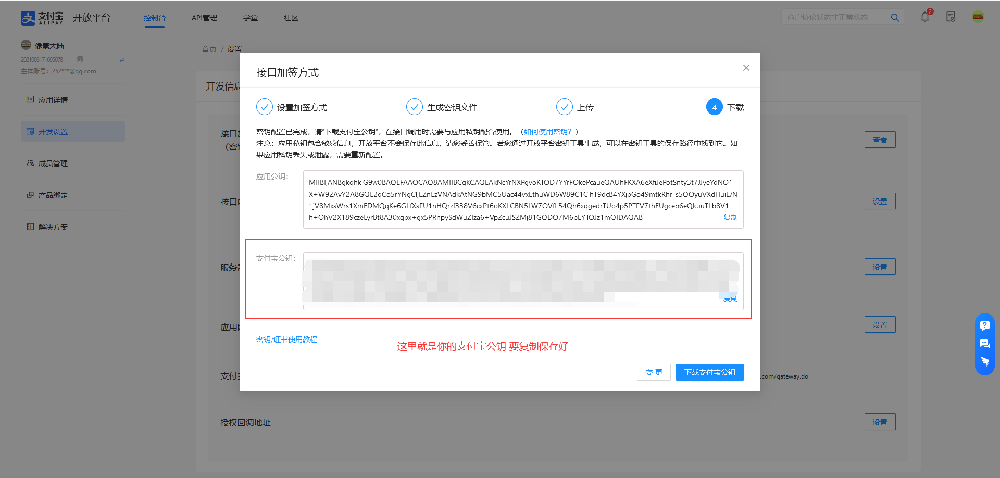 支付宝 ALIPAY 开放平台
控制台
API管理
学堂
社区
商户协议状态非正常状态
2
像素大陆
2021003171695078
主体账号：252***@qq.com
应用详情
开发设置
成员管理
产品绑定
解决方案
首页 / 设置
开发信息
接口加签方式
设置加签方式
生成密钥文件
上传
4 下载
密钥配置已完成，请“下载支付宝公钥”，在接口调用时需要与应用私钥配合使用。（如何使用密钥？）
注意：应用私钥包含敏感信息，开放平台不会保存此信息，请您妥善保管。若您通过开放平台密钥工具生成，可以在密钥工具的保存路径中找到它。如
果应用私钥丢失或泄露，需要重新配置。
应用公钥：
MIIBIjANBgkqhkiG9w0BAQEFAAOCAQ8AMIIBCgKCAQEAkNcYrNXPgvoKTOD7YYrFOkePcaueQAUhFKXA6eXfiJePotSnty3t7JJyeYdNO1
X+W92AvY2A8GQL2qCo5rYNgCljEZnLzVNAdkAtNG9bMC5Uac44vxEthuWD6W89C1CihT9dcB4YXjbGo49mtkRhrTs5QOyuVXdHuiL/N
1jV8MxsWrs1XmEDMQqKe6GLfXsFU1nHQrzf338V6cxPt6oKXLCBN5LW7OVfL54Qh6xqgedrTUo4p5PTFV7thEUgcep6eQkuuTLb8V1
h+OhV2X189czeLyrBt8A30xqpx+gx5PRnpySdWuZIza6+VpZcuJSZMj81GQDO7M6bEYllOJz1mQIDAQAB
复制
支付宝公钥：
复制
密钥/证书使用教程
这里就是你的支付宝公钥 要复制保存好
变 更
下载支付宝公钥
接口
（密
查看
接口
设置
服务
设置
应用
设置
支付
.com/gateway.do
授权回调地址
设置